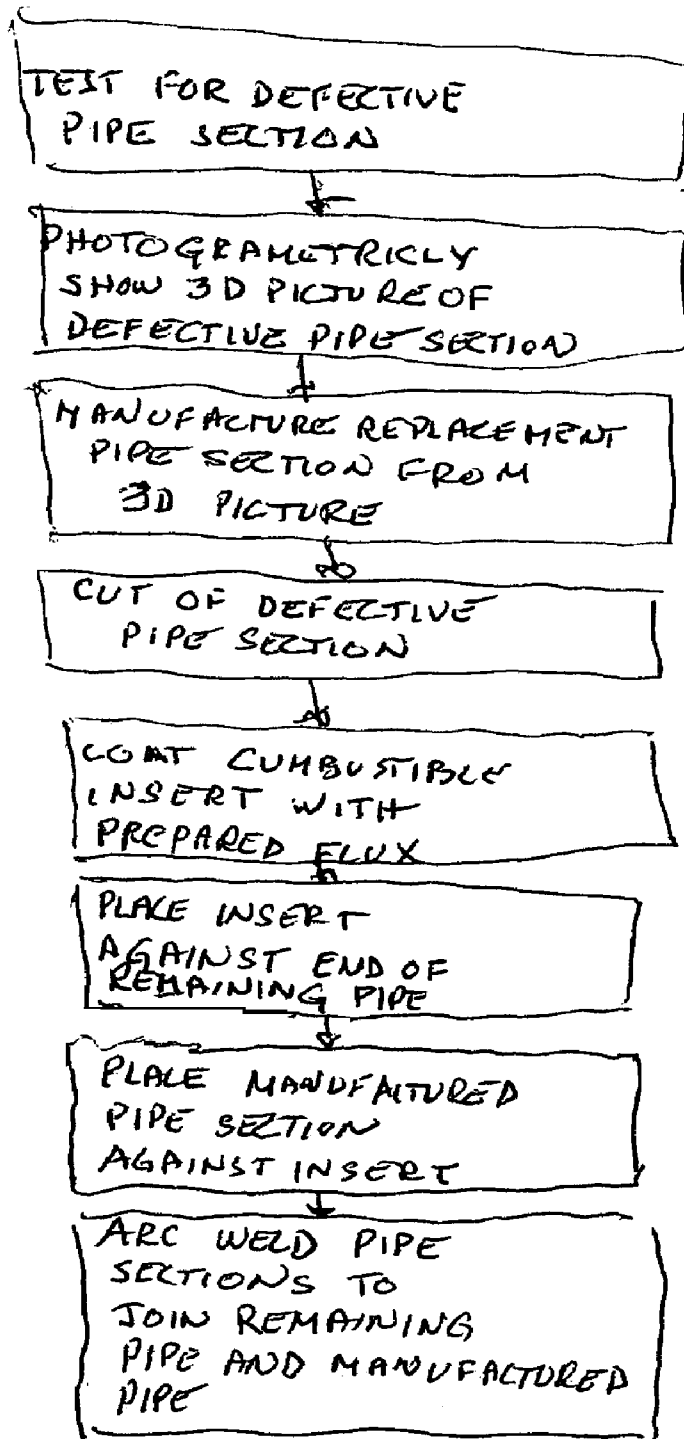 TEST FOR DEFECTIVE
PIPE SECTION
PHOTOGRAMETRICLY
SHOW 3D PICTURE OF
DEFECTIVE PIPE SECTION
MANUFACTURE REPLACEMENT
PIPE SECTION FROM
3D PICTURE
CUT OF DEFECTIVE
PIPE SECTION
COAT CUMBUSTIBLE
INSERT WITH
PREPARED FLUX
PLACE INSERT
AGAINST END OF
REMAINING PIPE
PLACE MANUFACTURED
PIPE SECTION
AGAINST INSERT
ARC WELD PIPE
SECTIONS TO
JOIN REMAINING
PIPE AND MANUFACTURED
PIPE